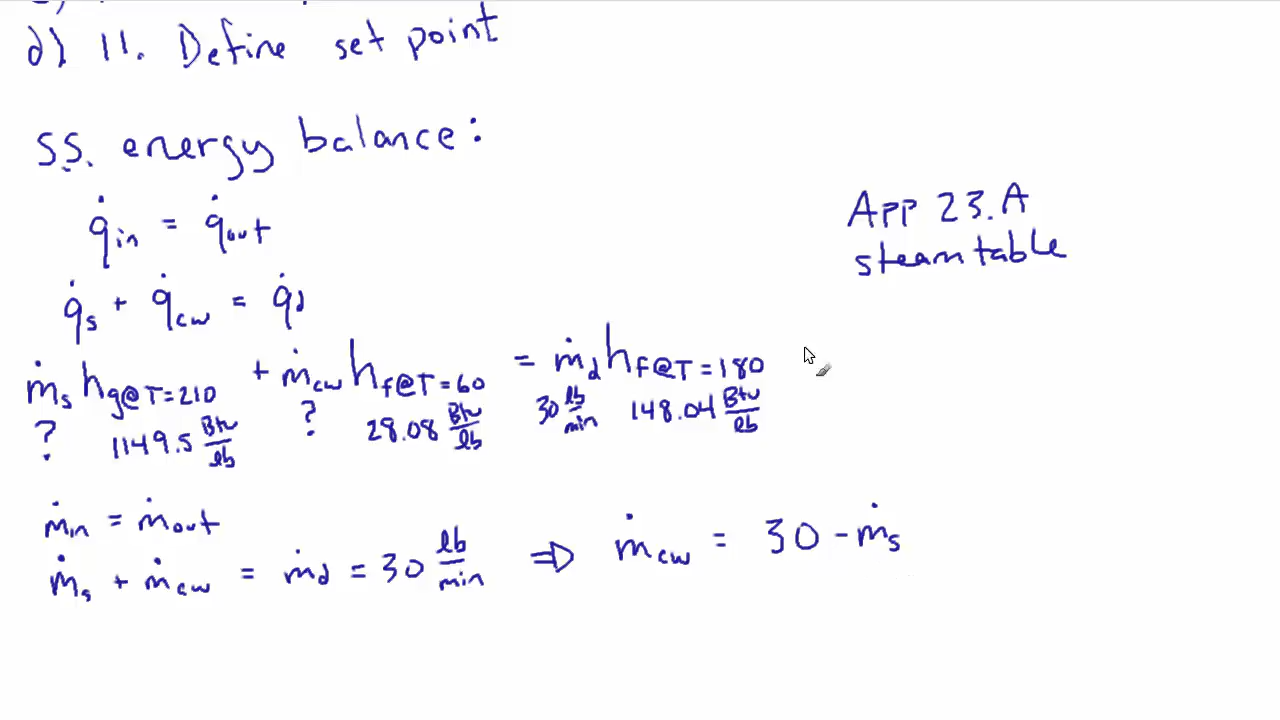 d) 11. Define set point
S.S. energy balance:
q̇in = q̇out
App 23.A
steam table
q̇s + q̇cw = q̇d
ṁs hg@T=210 + ṁcw hf@T=60 = ṁd hf@T=180
? 1149.5 Btu/lb ? 28.08 Btu/lb 30 lb/min 148.04 Btu/lb
ṁin = ṁout
ṁs + ṁcw = ṁd = 30 lb/min ⇒ ṁcw = 30 - ṁs